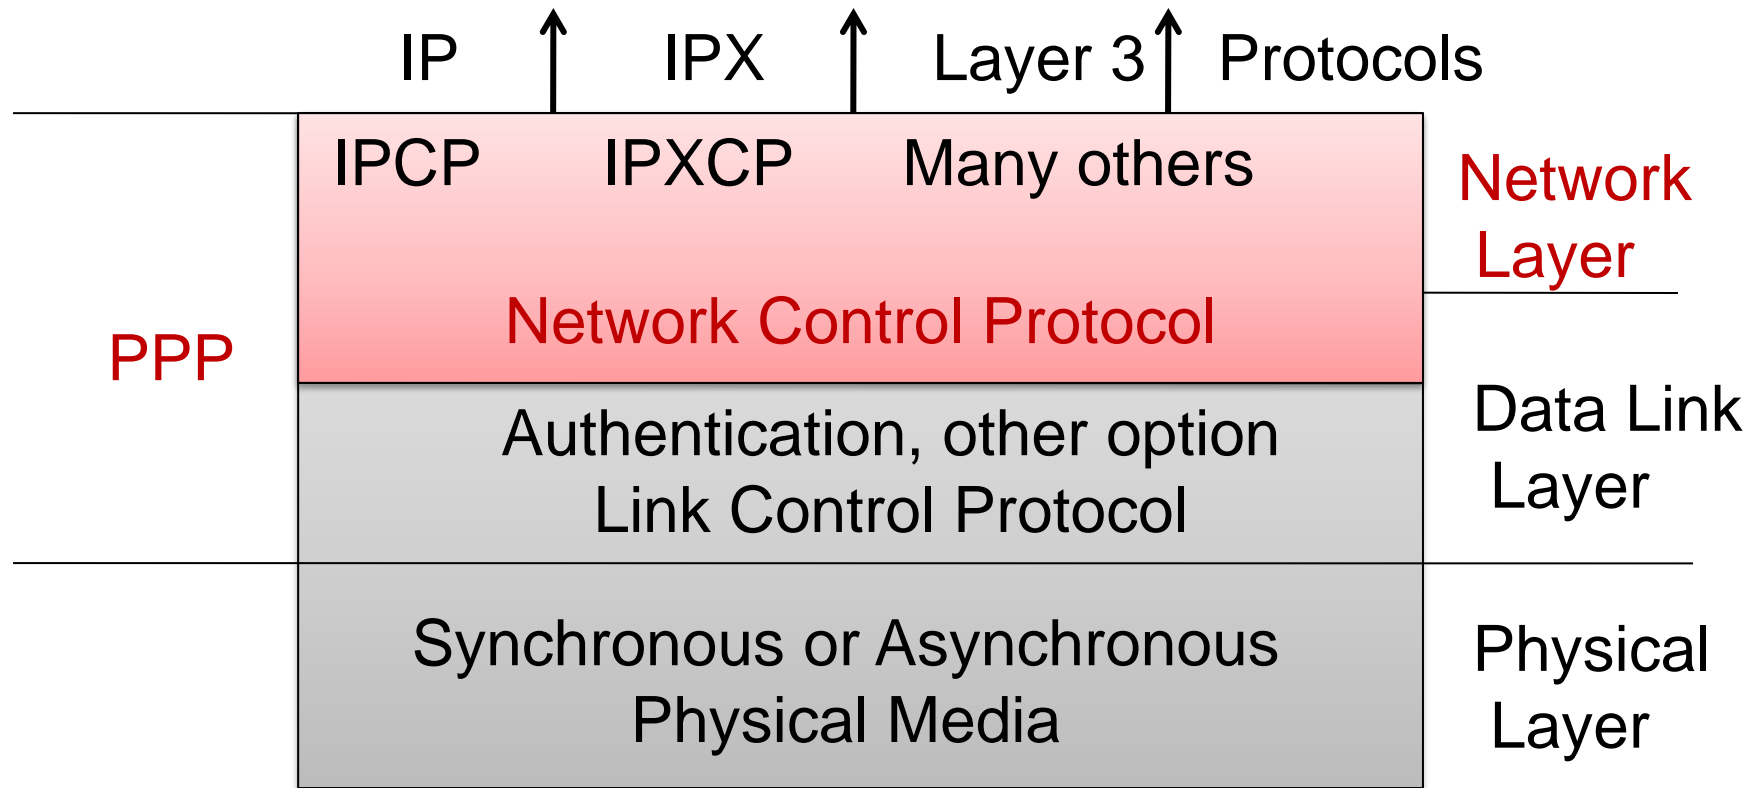 IP IPX Layer 3 Protocols
IPCP IPXCP Many others
Network
Layer
Network Control Protocol
PPP
Authentication, other option
Link Control Protocol
Data Link
Layer
Synchronous or Asynchronous
Physical Media
Physical
Layer